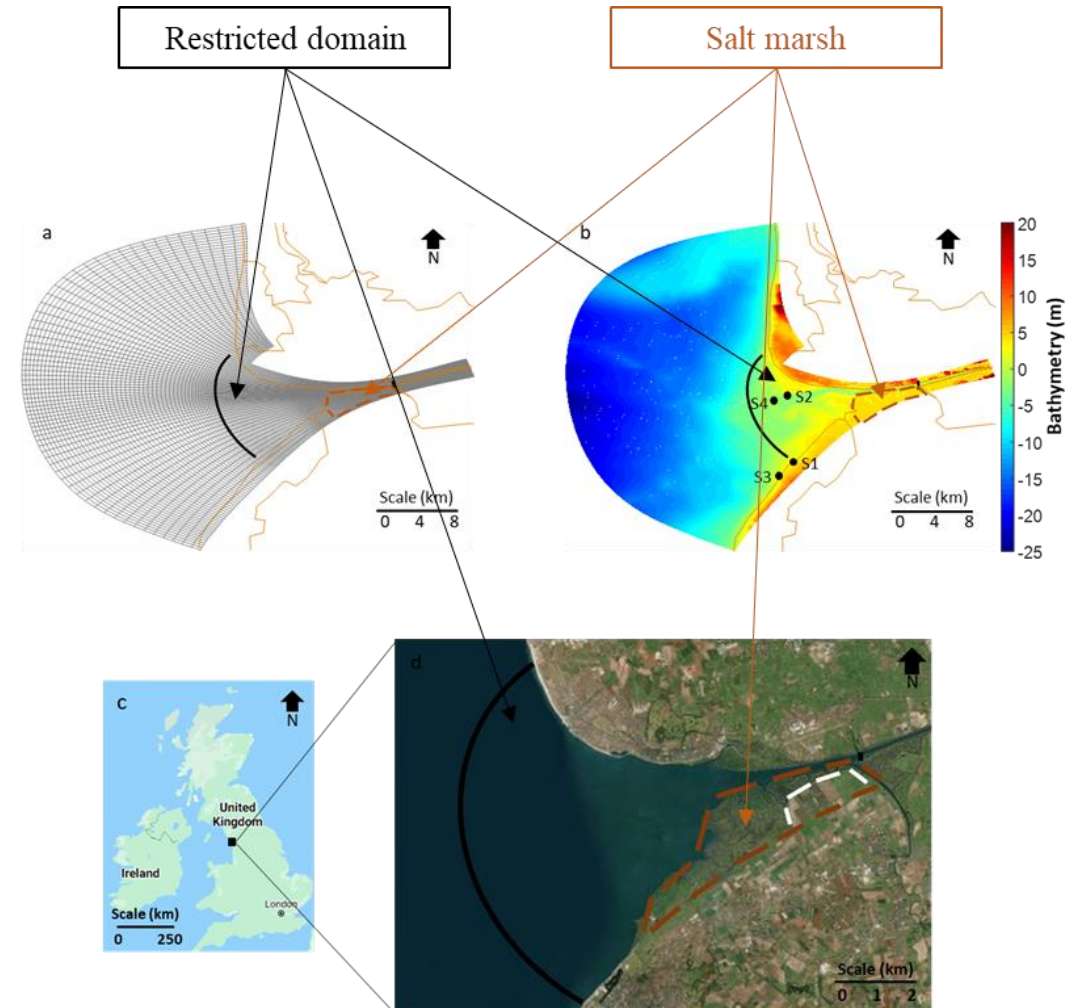 Restricted domain
Salt marsh
a
N
Scale (km)
0 4 8
b
N
S2
S4
S1
S3
Scale (km)
0 4 8
20
15
10
5
0
-5
-10
-15
-20
-25
Bathymetry (m)
c
N
United
Kingdom
Ireland
London
Scale (km)
0 250
d
N
Scale (km)
0 1 2